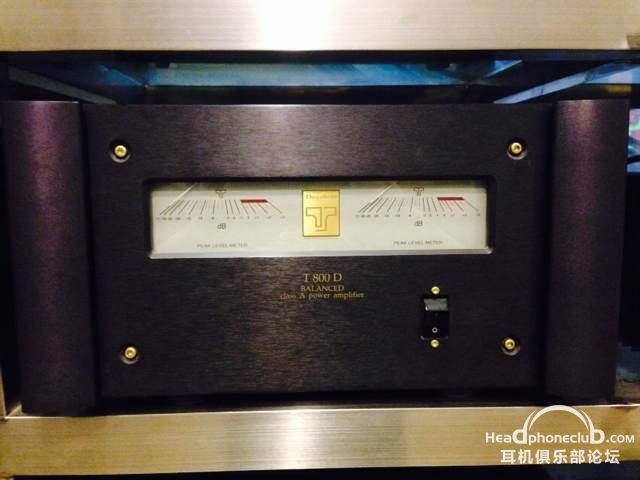 dB
dB
PEAK LEVEL METER
PEAK LEVEL METER
T 800 D
BALANCED
class A power amplifier
Headphoneclub.com
耳机俱乐部论坛